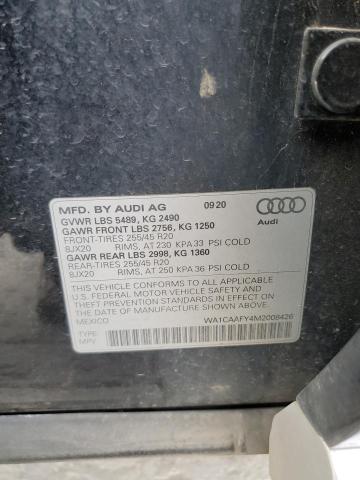 MFD. BY AUDI AG 09 20
GVWR LBS 5489, KG 2490
GAWR FRONT LBS 2756, KG 1250
FRONT-TIRES 255/45 R20
8JX20 RIMS, AT 230 KPA 33 PSI COLD
GAWR REAR LBS 2998, KG 1360
REAR-TIRES 255/45 R20
8JX20 RIMS, AT 250 KPA 36 PSI COLD
Audi
THIS VEHICLE CONFORMS TO ALL APPLICABLE
U.S. FEDERAL MOTOR VEHICLE SAFETY AND
THEFT PREVENTION STANDARDS IN EFFECT ON
THE DATE OF MANUFACTURE SHOWN ABOVE
MEXICO
WA1CAAFY4M2008426
TYPE:
MPV